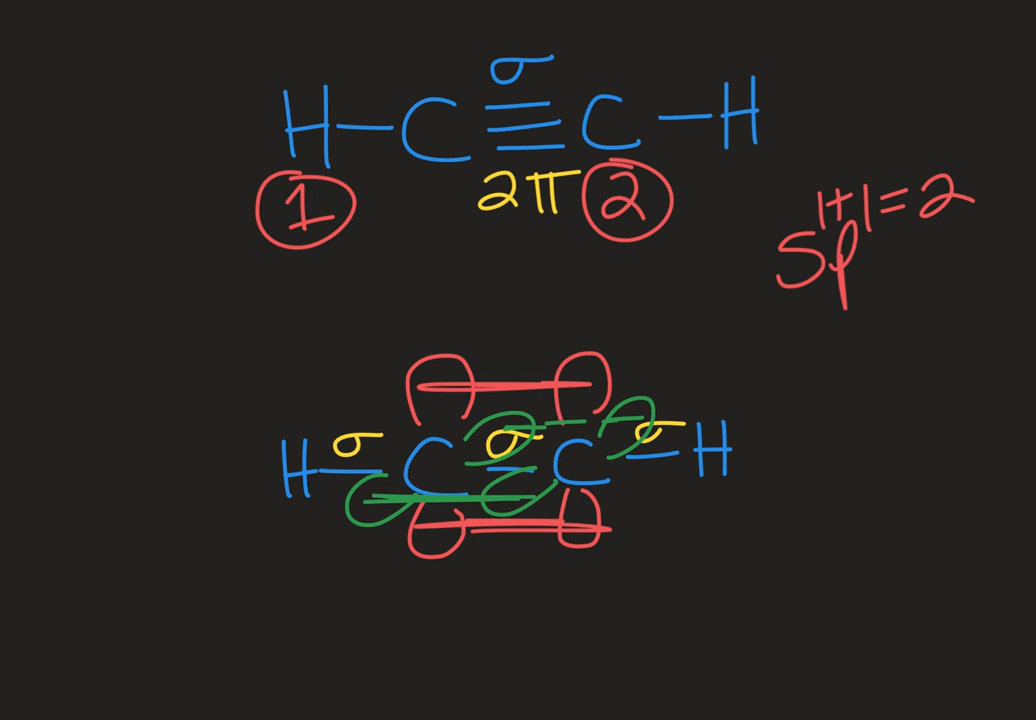 σ
H-C≡C-H
① 2π ②
1+1=2
sp
σ σ σ
H-C-C-H